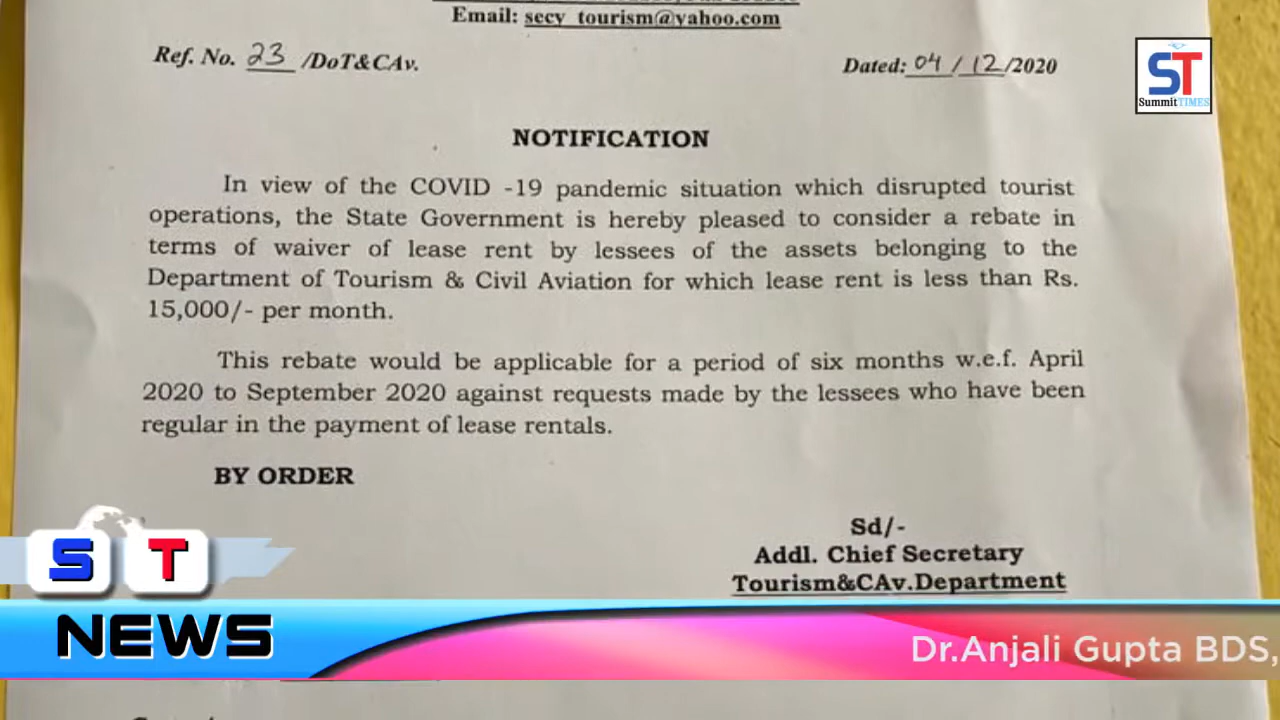 Email: secy_tourism@yahoo.com
Ref. No. 23 /DoT&CAv.
Dated: 04 / 12 /2020
ST
SummitTIMES
NOTIFICATION
In view of the COVID -19 pandemic situation which disrupted tourist
operations, the State Government is hereby pleased to consider a rebate in
terms of waiver of lease rent by lessees of the assets belonging to the
Department of Tourism & Civil Aviation for which lease rent is less than Rs.
15,000/- per month.
This rebate would be applicable for a period of six months w.e.f. April
2020 to September 2020 against requests made by the lessees who have been
regular in the payment of lease rentals.
BY ORDER
Sd/-
Addl. Chief Secretary
Tourism&CAv.Department
S T
NEWS
Dr.Anjali Gupta BDS,